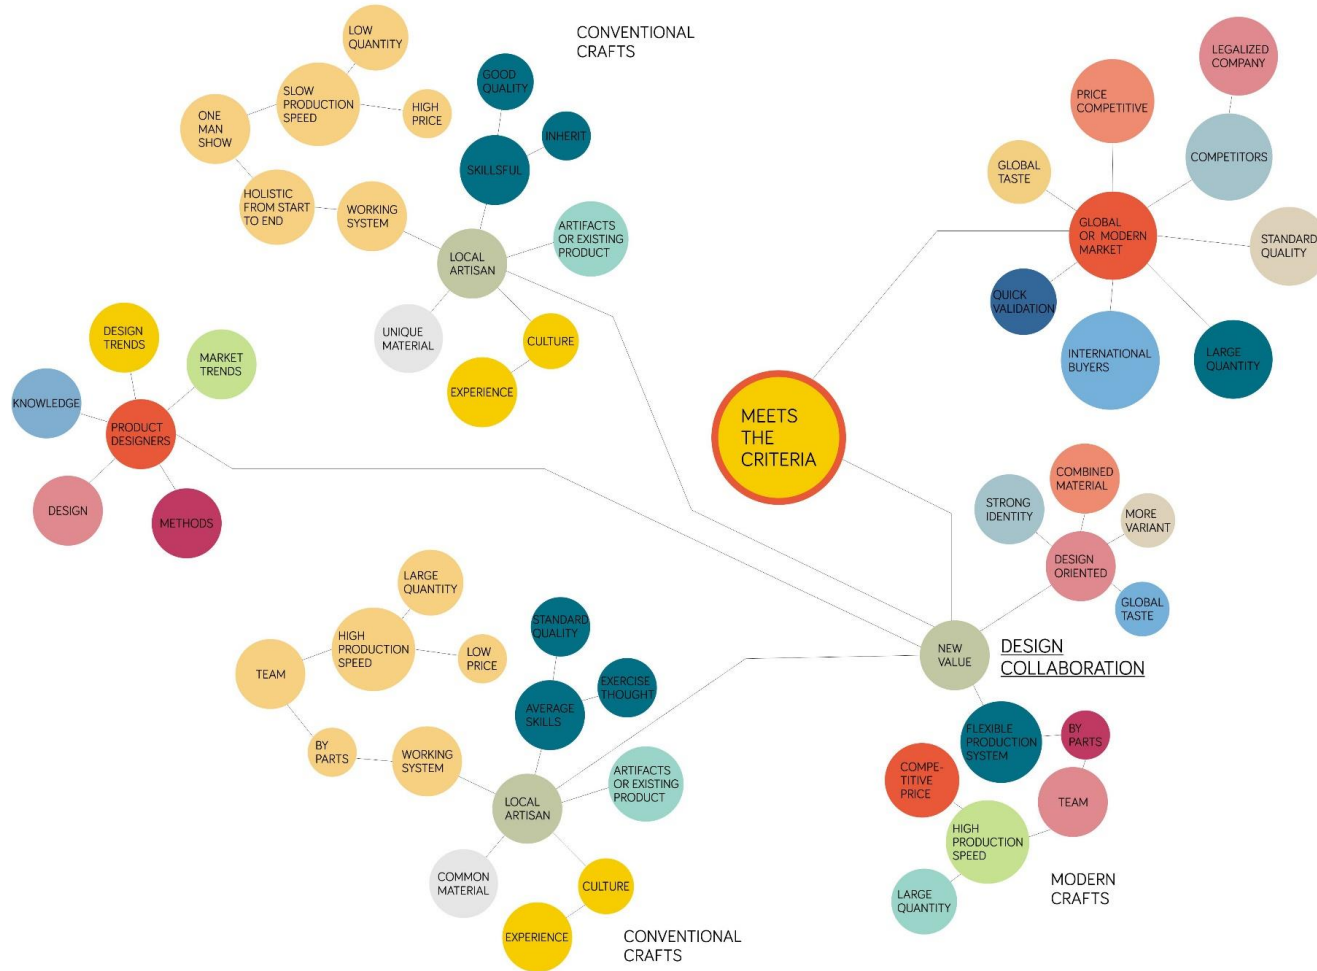 CONVENTIONAL
CRAFTS
LOW
QUANTITY
SLOW
PRODUCTION
SPEED
HIGH
PRICE
ONE
MAN
SHOW
HOLISTIC
FROM START
TO END
WORKING
SYSTEM
GOOD
QUALITY
INHERIT
SKILLSFUL
LOCAL
ARTISAN
ARTIFACTS
OR EXISTING
PRODUCT
UNIQUE
MATERIAL
CULTURE
EXPERIENCE
LEGALIZED
COMPANY
PRICE
COMPETITIVE
COMPETITORS
GLOBAL
TASTE
GLOBAL
OR MODERN
MARKET
STANDARD
QUALITY
QUICK
VALIDATION
INTERNATIONAL
BUYERS
LARGE
QUANTITY
DESIGN
TRENDS
MARKET
TRENDS
KNOWLEDGE
PRODUCT
DESIGNERS
DESIGN
METHODS
MEETS
THE
CRITERIA
COMBINED
MATERIAL
STRONG
IDENTITY
MORE
VARIANT
DESIGN
ORIENTED
GLOBAL
TASTE
NEW
VALUE
DESIGN
COLLABORATION
FLEXIBLE
PRODUCTION
SYSTEM
BY
PARTS
COMPE-
TITIVE
PRICE
TEAM
HIGH
PRODUCTION
SPEED
LARGE
QUANTITY
MODERN
CRAFTS
LARGE
QUANTITY
HIGH
PRODUCTION
SPEED
LOW
PRICE
TEAM
BY
PARTS
WORKING
SYSTEM
STANDARD
QUALITY
EXERCISE
THOUGHT
AVERAGE
SKILLS
ARTIFACTS
OR EXISTING
PRODUCT
LOCAL
ARTISAN
COMMON
MATERIAL
CULTURE
EXPERIENCE
CONVENTIONAL
CRAFTS